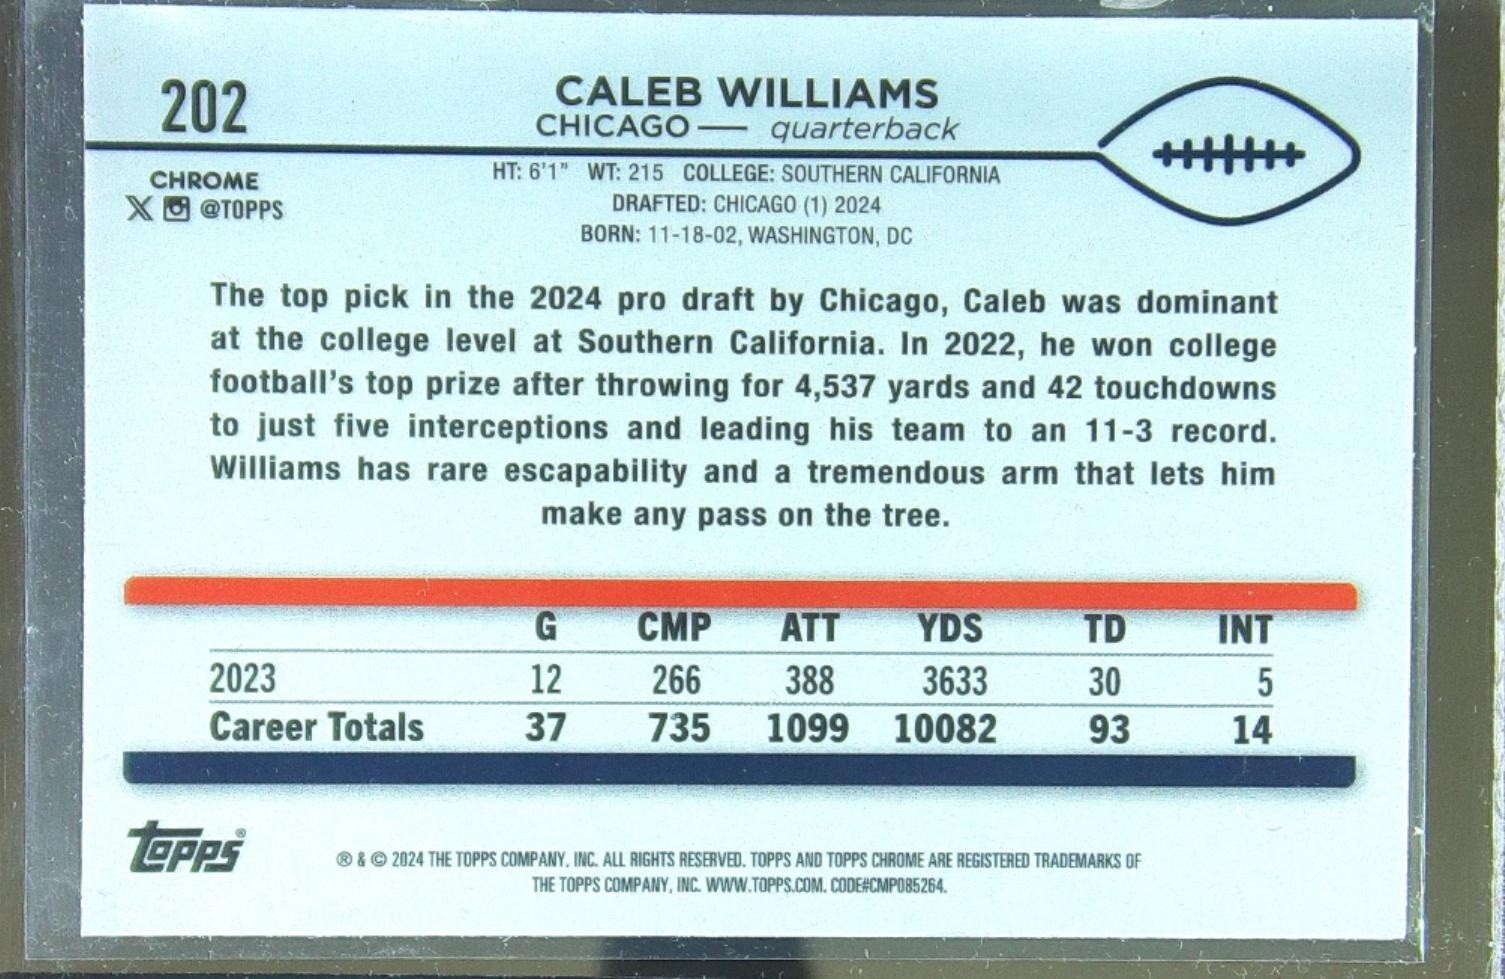 202
CALEB WILLIAMS
CHICAGO — quarterback
CHROME
X @TOPPS
HT: 6'1" WT: 215 COLLEGE: SOUTHERN CALIFORNIA
DRAFTED: CHICAGO (1) 2024
BORN: 11-18-02, WASHINGTON, DC
The top pick in the 2024 pro draft by Chicago, Caleb was dominant
at the college level at Southern California. In 2022, he won college
football's top prize after throwing for 4,537 yards and 42 touchdowns
to just five interceptions and leading his team to an 11-3 record.
Williams has rare escapability and a tremendous arm that lets him
make any pass on the tree.
G CMP ATT YDS TD INT
2023 12 266 388 3633 30 5
Career Totals 37 735 1099 10082 93 14
topps®
® & © 2024 THE TOPPS COMPANY, INC. ALL RIGHTS RESERVED. TOPPS AND TOPPS CHROME ARE REGISTERED TRADEMARKS OF
THE TOPPS COMPANY, INC. WWW.TOPPS.COM. CODE#CMP085264.